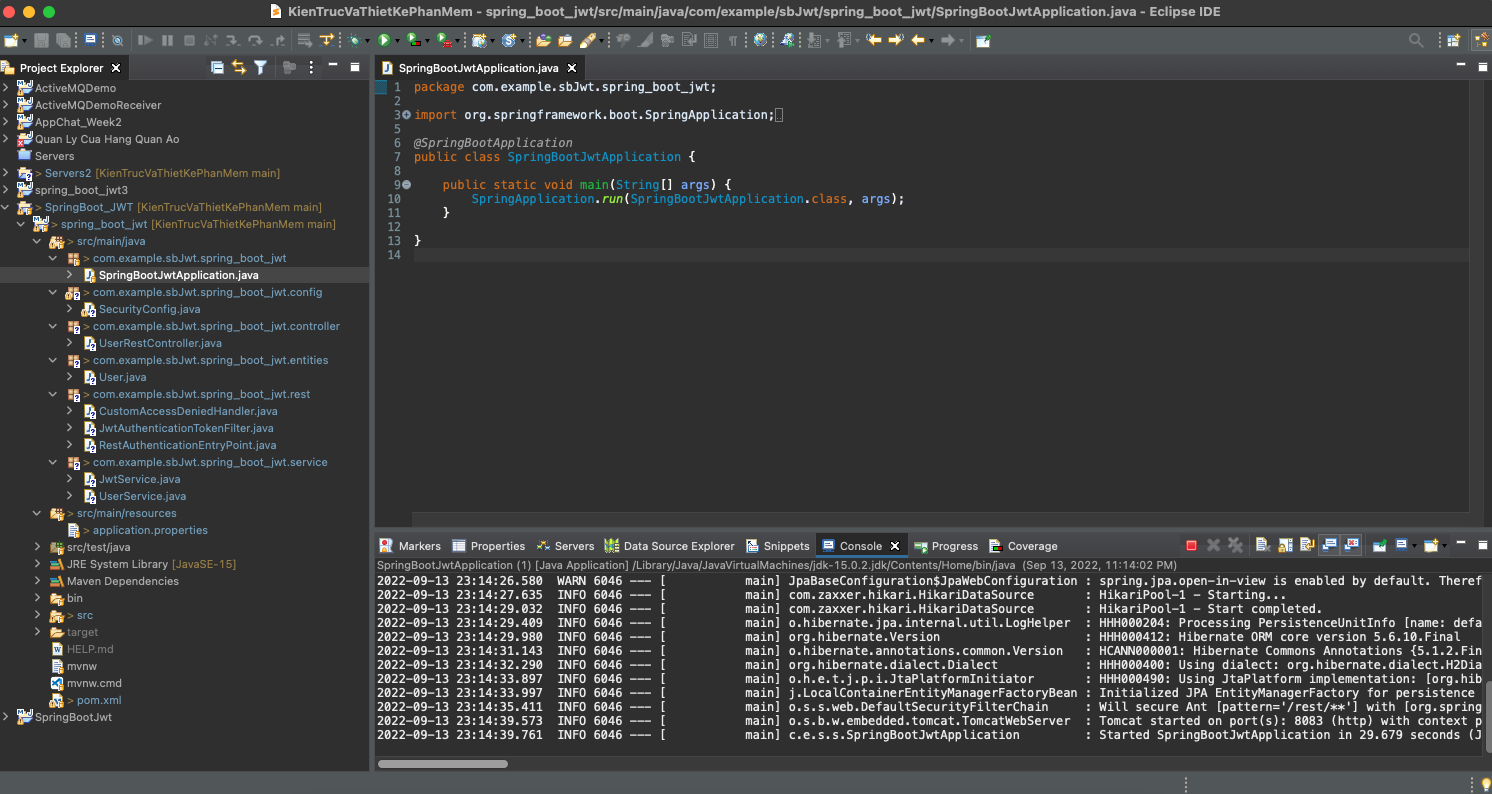 KienTrucVaThietKePhanMem - spring_boot_jwt/src/main/java/com/example/sbJwt/spring_boot_jwt/SpringBootJwtApplication.java - Eclipse IDE
Project Explorer
ActiveMQDemo
ActiveMQDemoReceiver
AppChat_Week2
Quan Ly Cua Hang Quan Ao
Servers
> Servers2 [KienTrucVaThietKePhanMem main]
spring_boot_jwt3
> SpringBoot_JWT [KienTrucVaThietKePhanMem main]
> spring_boot_jwt [KienTrucVaThietKePhanMem main]
> src/main/java
> com.example.sbJwt.spring_boot_jwt
SpringBootJwtApplication.java
> com.example.sbJwt.spring_boot_jwt.config
SecurityConfig.java
> com.example.sbJwt.spring_boot_jwt.controller
UserRestController.java
> com.example.sbJwt.spring_boot_jwt.entities
User.java
> com.example.sbJwt.spring_boot_jwt.rest
CustomAccessDeniedHandler.java
JwtAuthenticationTokenFilter.java
RestAuthenticationEntryPoint.java
> com.example.sbJwt.spring_boot_jwt.service
JwtService.java
UserService.java
> src/main/resources
> application.properties
src/test/java
JRE System Library [JavaSE-15]
Maven Dependencies
bin
> src
target
HELP.md
mvnw
mvnw.cmd
> pom.xml
SpringBootJwt
SpringBootJwtApplication.java
1 package com.example.sbJwt.spring_boot_jwt;
2
3 import org.springframework.boot.SpringApplication;
5
6 @SpringBootApplication
7 public class SpringBootJwtApplication {
8
9 public static void main(String[] args) {
10 SpringApplication.run(SpringBootJwtApplication.class, args);
11 }
12
13 }
14
Markers Properties Servers Data Source Explorer Snippets Console Progress Coverage
SpringBootJwtApplication (1) [Java Application] /Library/Java/JavaVirtualMachines/jdk-15.0.2.jdk/Contents/Home/bin/java (Sep 13, 2022, 11:14:02 PM)
2022-09-13 23:14:26.580 WARN 6046 --- [ main] JpaBaseConfiguration$JpaWebConfiguration : spring.jpa.open-in-view is enabled by default. Theref
2022-09-13 23:14:27.635 INFO 6046 --- [ main] com.zaxxer.hikari.HikariDataSource : HikariPool-1 - Starting...
2022-09-13 23:14:29.032 INFO 6046 --- [ main] com.zaxxer.hikari.HikariDataSource : HikariPool-1 - Start completed.
2022-09-13 23:14:29.409 INFO 6046 --- [ main] o.hibernate.jpa.internal.util.LogHelper : HHH000204: Processing PersistenceUnitInfo [name: defa
2022-09-13 23:14:29.980 INFO 6046 --- [ main] org.hibernate.Version : HHH000412: Hibernate ORM core version 5.6.10.Final
2022-09-13 23:14:31.143 INFO 6046 --- [ main] o.hibernate.annotations.common.Version : HCANN000001: Hibernate Commons Annotations {5.1.2.Fin
2022-09-13 23:14:32.290 INFO 6046 --- [ main] org.hibernate.dialect.Dialect : HHH000400: Using dialect: org.hibernate.dialect.H2Dia
2022-09-13 23:14:33.897 INFO 6046 --- [ main] o.h.e.t.j.p.i.JtaPlatformInitiator : HHH000490: Using JtaPlatform implementation: [org.hib
2022-09-13 23:14:33.997 INFO 6046 --- [ main] j.LocalContainerEntityManagerFactoryBean : Initialized JPA EntityManagerFactory for persistence
2022-09-13 23:14:35.411 INFO 6046 --- [ main] o.s.s.web.DefaultSecurityFilterChain : Will secure Ant [pattern='/rest/**'] with [org.spring
2022-09-13 23:14:39.573 INFO 6046 --- [ main] o.s.b.w.embedded.tomcat.TomcatWebServer : Tomcat started on port(s): 8083 (http) with context p
2022-09-13 23:14:39.761 INFO 6046 --- [ main] c.e.s.s.SpringBootJwtApplication : Started SpringBootJwtApplication in 29.679 seconds (J